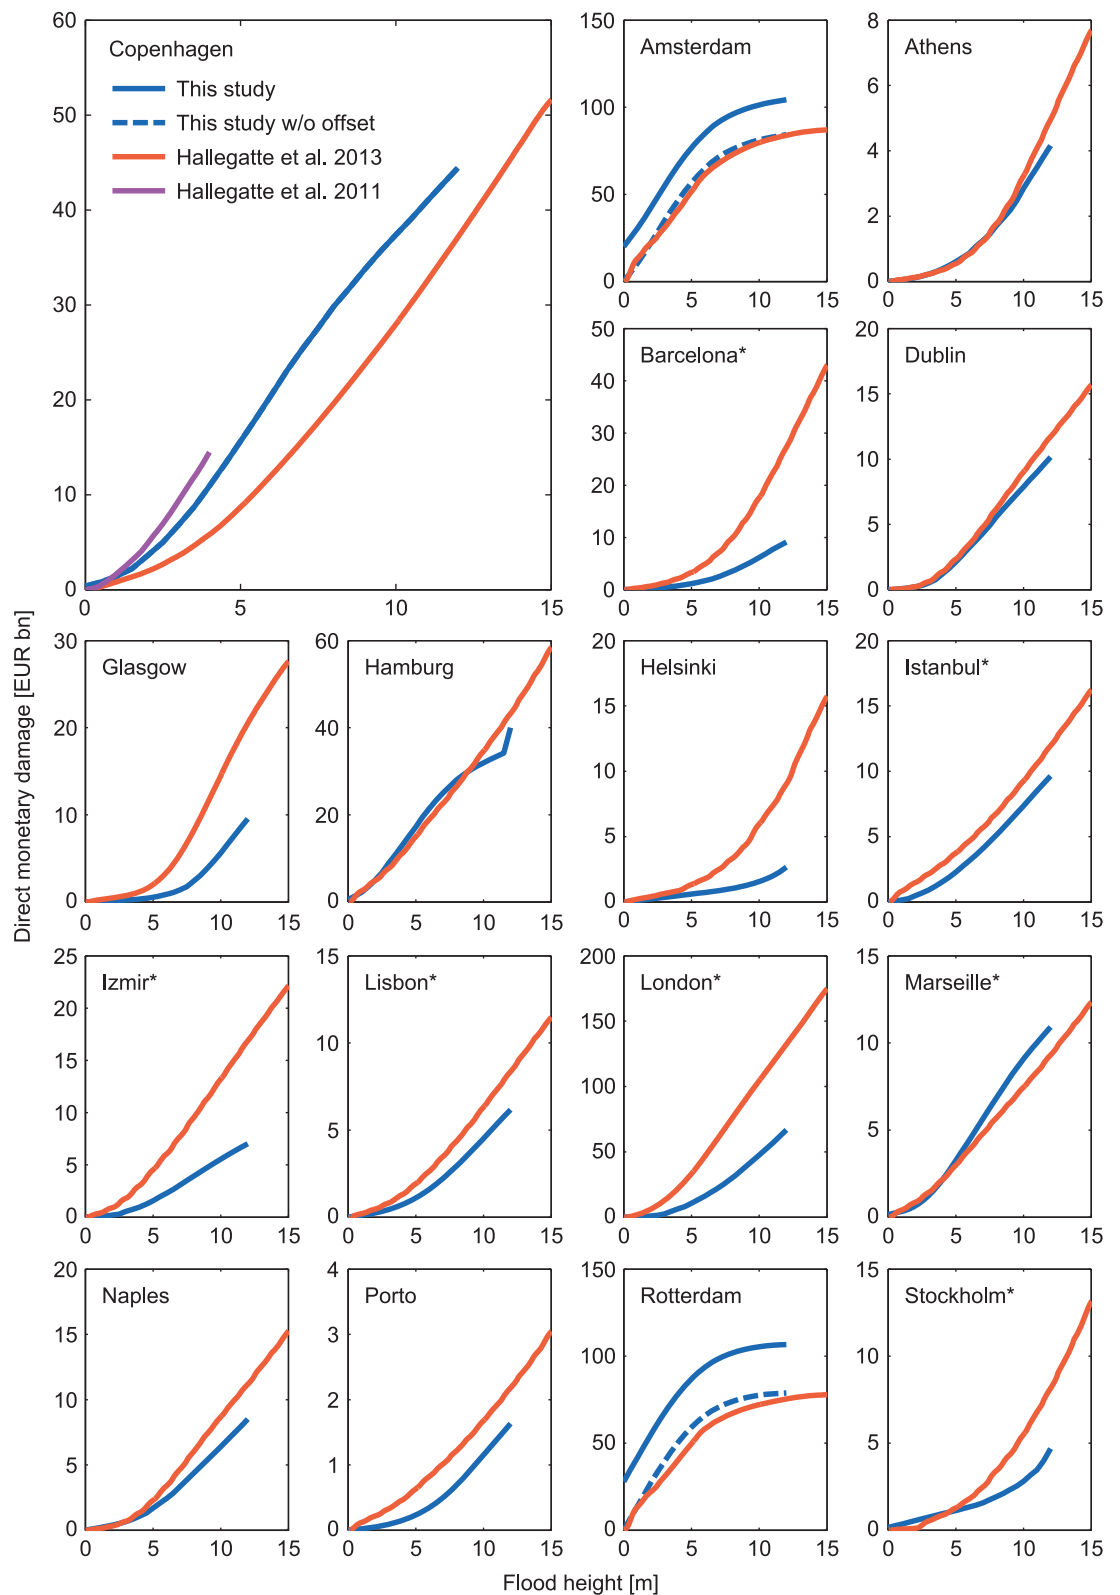 Copenhagen
This study
This study w/o offset
Hallegatte et al. 2013
Hallegatte et al. 2011
60
50
40
30
20
10
0
0 5 10 15
Amsterdam
150
100
50
0
0 5 10 15
Athens
8
6
4
2
0
0 5 10 15
Barcelona*
50
40
30
20
10
0
0 5 10 15
Dublin
20
15
10
5
0
0 5 10 15
Direct monetary damage [EUR bn]
Glasgow
30
20
10
0
0 5 10 15
Hamburg
60
40
20
0
0 5 10 15
Helsinki
20
15
10
5
0
0 5 10 15
Istanbul*
20
15
10
5
0
0 5 10 15
Izmir*
25
20
15
10
5
0
0 5 10 15
Lisbon*
15
10
5
0
0 5 10 15
London*
200
150
100
50
0
0 5 10 15
Marseille*
15
10
5
0
0 5 10 15
Naples
20
15
10
5
0
0 5 10 15
Porto
4
3
2
1
0
0 5 10 15
Rotterdam
150
100
50
0
0 5 10 15
Stockholm*
15
10
5
0
0 5 10 15
Flood height [m]